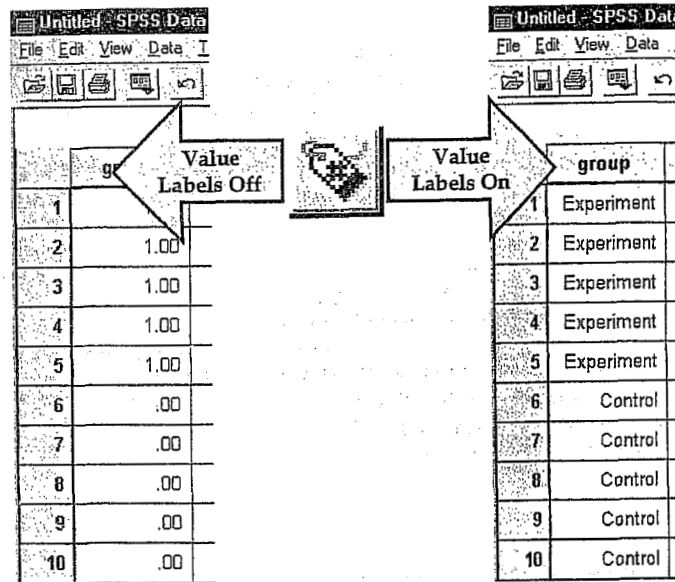 Untitled - SPSS Data
File Edit View Data T
Value
Labels Off
1
2 1.00
3 1.00
4 1.00
5 1.00
6 .00
7 .00
8 .00
9 .00
10 .00
Value
Labels On
Untitled - SPSS Data
File Edit View Data
group
1 Experiment
2 Experiment
3 Experiment
4 Experiment
5 Experiment
6 Control
7 Control
8 Control
9 Control
10 Control